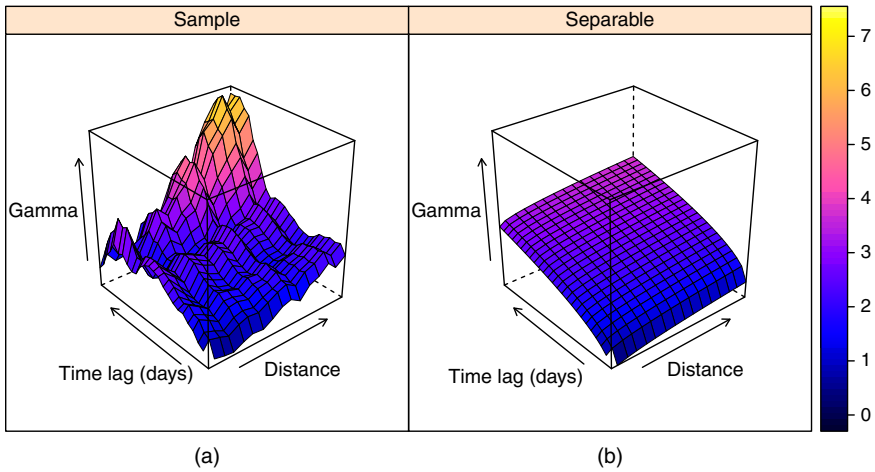 Sample
Separable
Gamma
Time lag (days)
Distance
Gamma
Time lag (days)
Distance
7
6
5
4
3
2
1
0
(a)
(b)